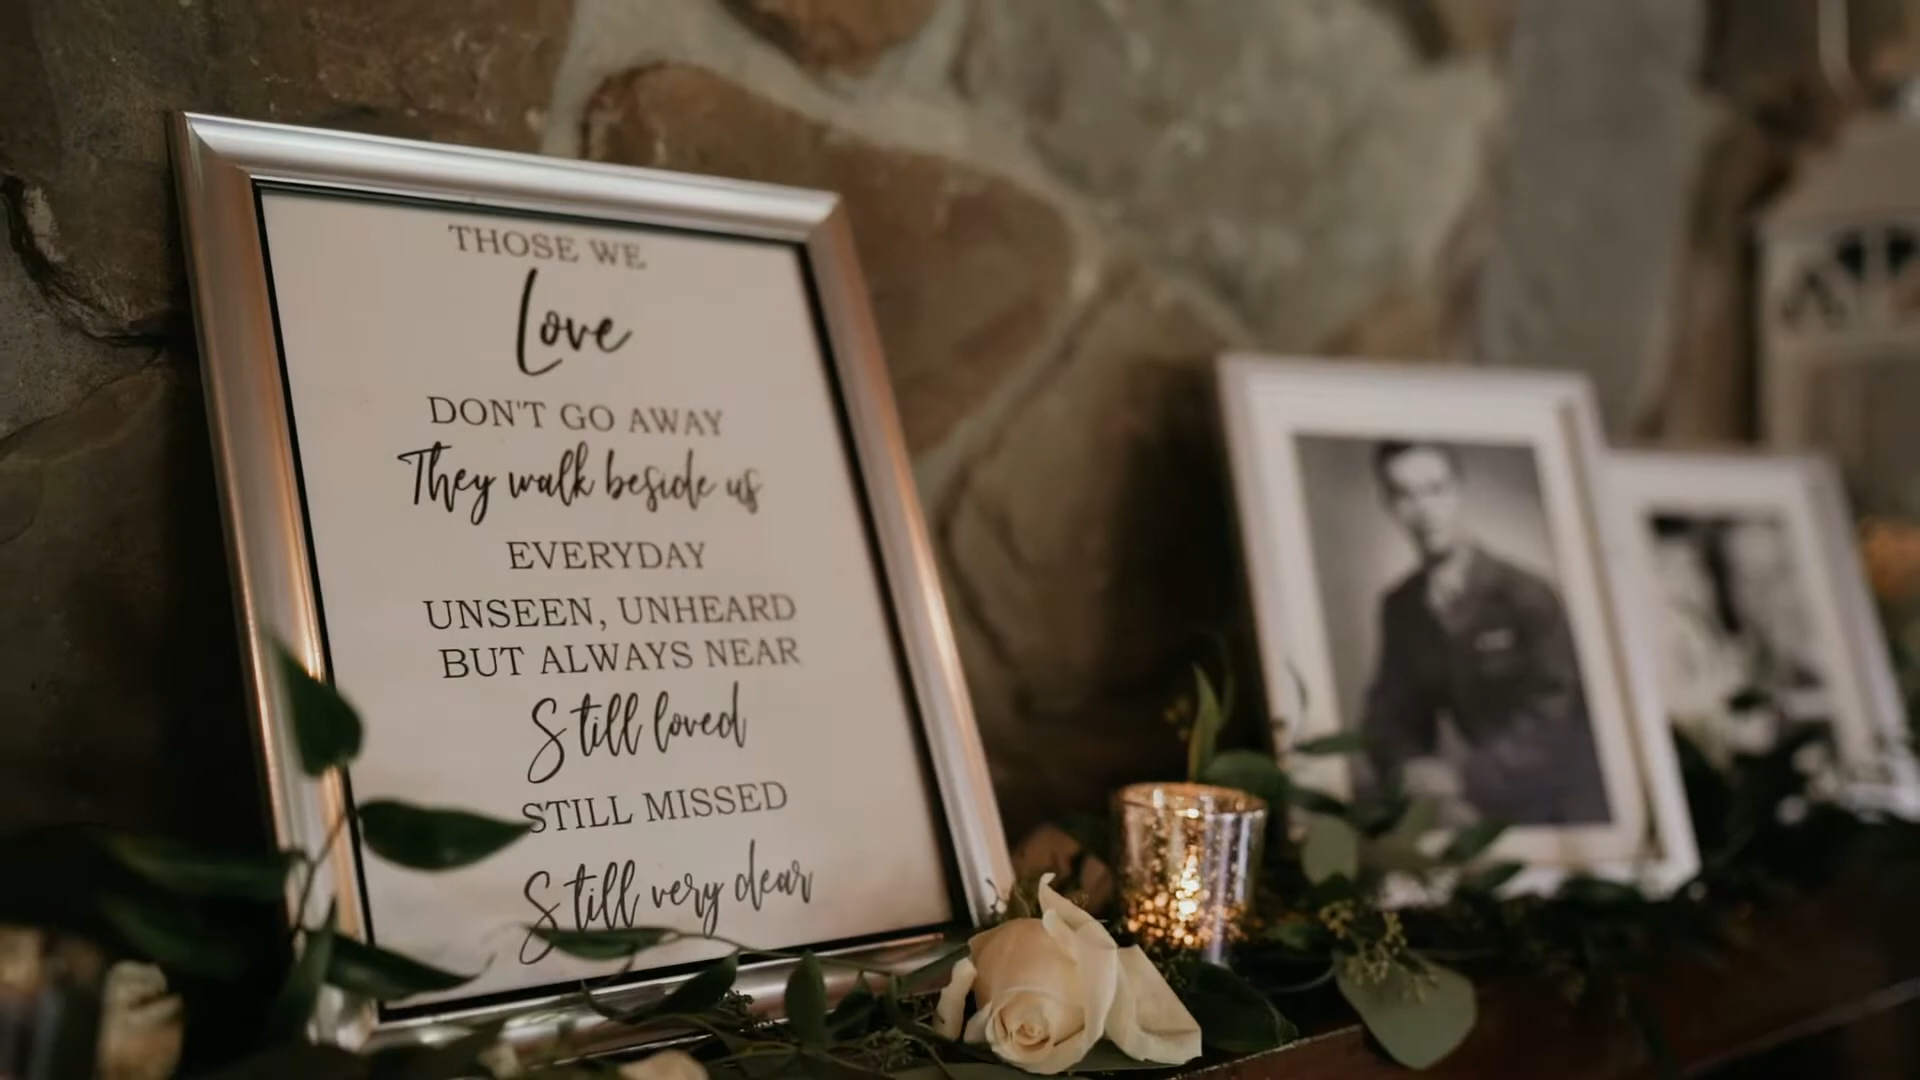 THOSE WE
Love
DON'T GO AWAY
They walk beside us
EVERYDAY
UNSEEN, UNHEARD
BUT ALWAYS NEAR
Still loved
STILL MISSED
Still very dear